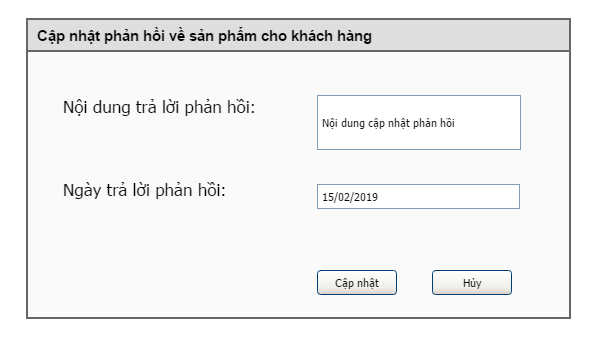 Cập nhật phản hồi về sản phẩm cho khách hàng
Nội dung trả lời phản hồi:
Nội dung cập nhật phản hồi
Ngày trả lời phản hồi:
15/02/2019
Cập nhật
Hủy